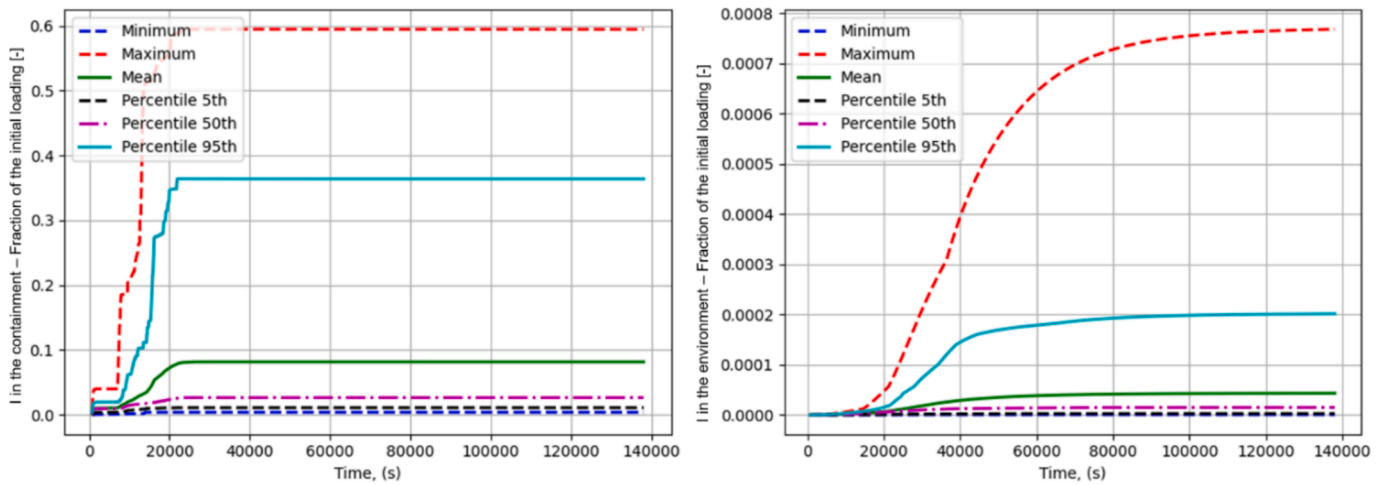 I in the containment – Fraction of the initial loading [-]
0.6
0.5
0.4
0.3
0.2
0.1
0.0
Minimum
Maximum
Mean
Percentile 5th
Percentile 50th
Percentile 95th
0 20000 40000 60000 80000 100000 120000 140000
Time, (s)
I in the environment – Fraction of the initial loading [-]
0.0008
0.0007
0.0006
0.0005
0.0004
0.0003
0.0002
0.0001
0.0000
Minimum
Maximum
Mean
Percentile 5th
Percentile 50th
Percentile 95th
0 20000 40000 60000 80000 100000 120000 140000
Time, (s)